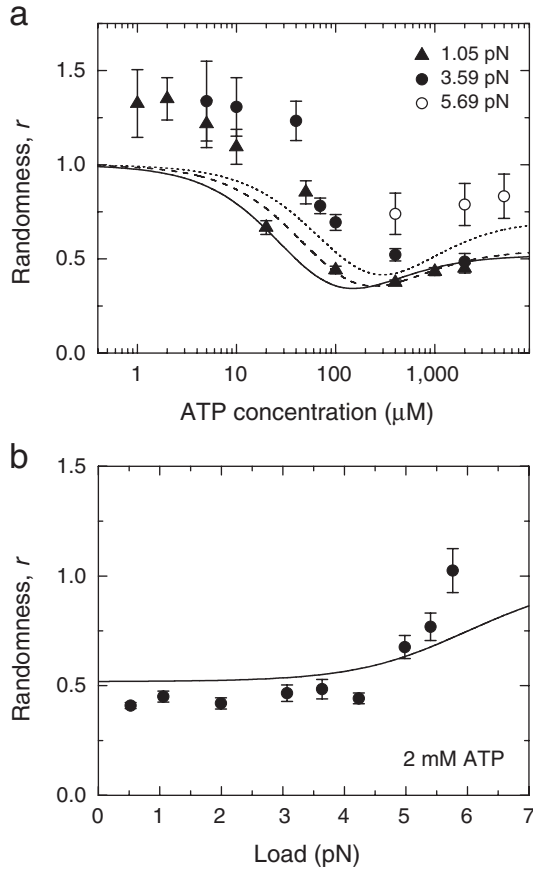 a
1.5
1.0
0.5
0.0
Randomness, r
1.05 pN
3.59 pN
5.69 pN
1 10 100 1,000
ATP concentration (μM)
b
1.5
1.0
0.5
0.0
Randomness, r
2 mM ATP
0 1 2 3 4 5 6 7
Load (pN)